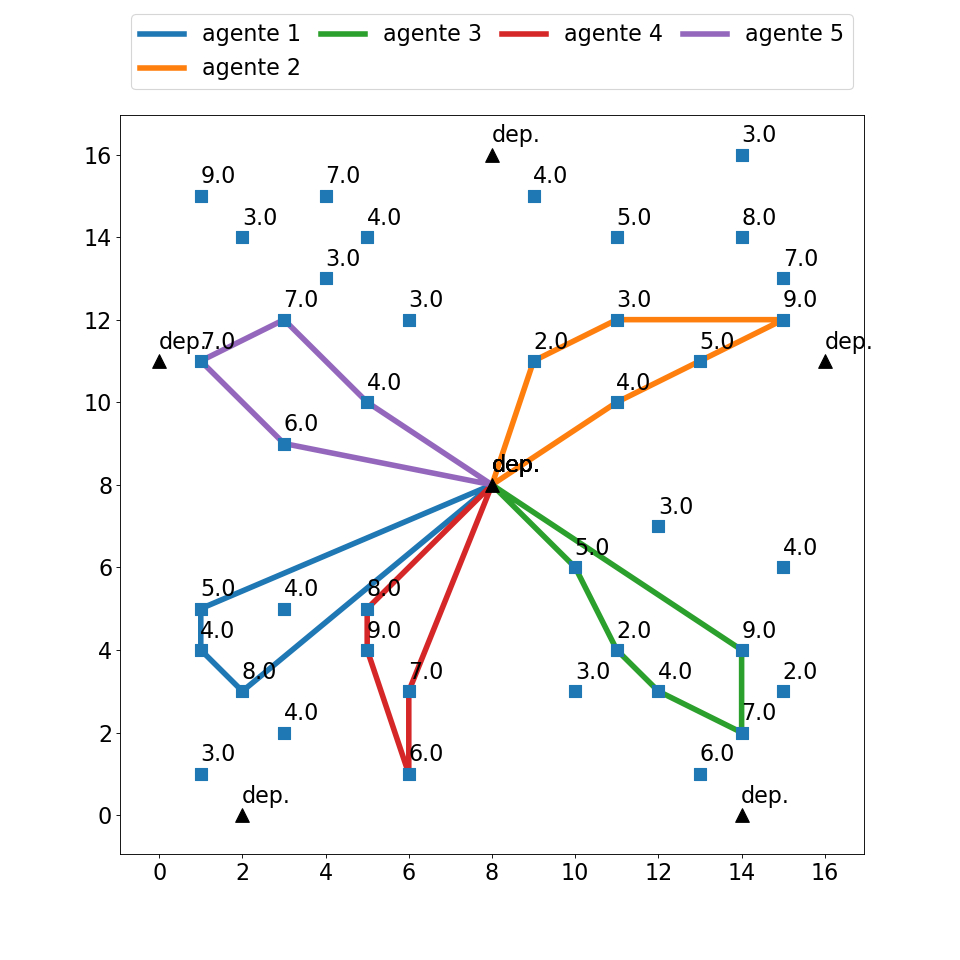 agente 1 agente 3 agente 4 agente 5
agente 2
dep. 3.0
16
9.0 7.0 4.0
3.0 4.0 5.0 8.0
14
3.0 7.0
7.0 3.0 3.0 9.0
12
dep. 7.0 2.0 5.0 dep.
4.0 4.0
10
6.0
dep.
8
3.0
5.0 4.0
6
5.0 4.0 8.0
4.0 9.0 2.0 9.0
4
8.0 7.0 3.0 4.0 2.0
4.0 7.0
2
3.0 6.0 6.0
dep. dep.
0
0 2 4 6 8 10 12 14 16